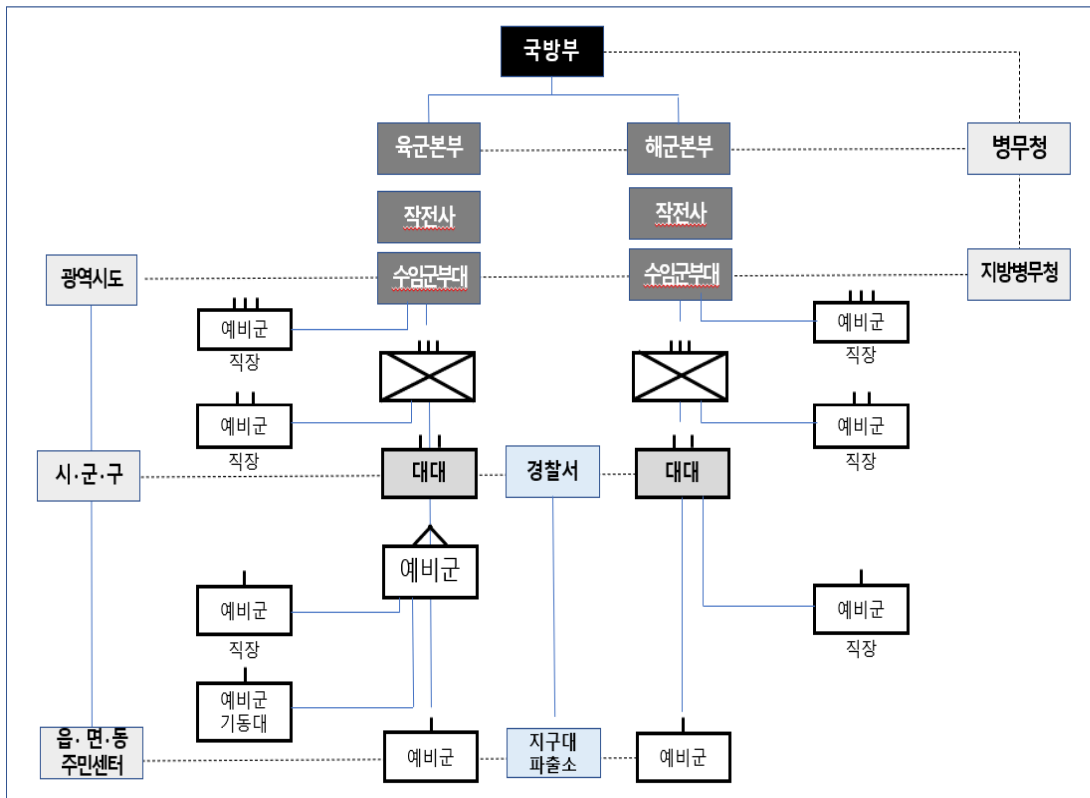 국방부
육군본부
해군본부
병무청
작전사
작전사
광역시도
수임군부대
수임군부대
지방병무청
예비군
직장
예비군
직장
예비군
직장
예비군
직장
시·군·구
대대
경찰서
대대
예비군
예비군
직장
예비군
직장
예비군
기동대
읍·면·동
주민센터
예비군
지구대
파출소
예비군